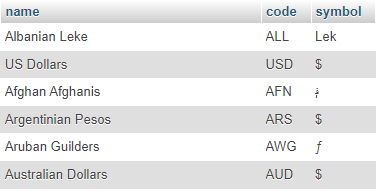 name code symbol
Albanian Leke ALL Lek
US Dollars USD $
Afghan Afghanis AFN ؋
Argentinian Pesos ARS $
Aruban Guilders AWG ƒ
Australian Dollars AUD $